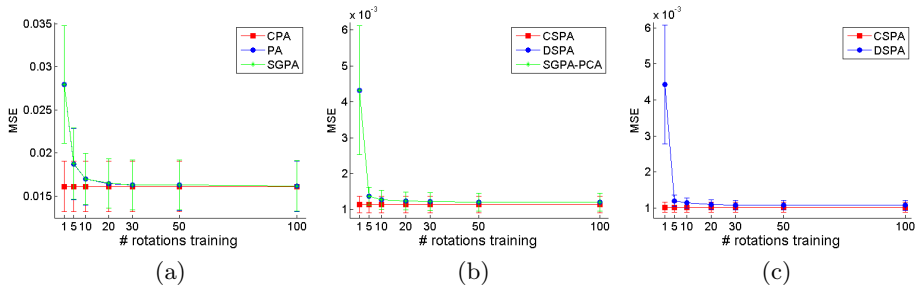 0.035
0.03
0.025
0.02
0.015
MSE
CPA
PA
SGPA
1 5 10 20 30 50 100
# rotations training
(a)
x 10⁻³
6
5
4
3
2
1
MSE
CSPA
DSPA
SGPA-PCA
1 5 10 20 30 50 100
# rotations training
(b)
x 10⁻³
6
5
4
3
2
1
MSE
CSPA
DSPA
1 5 10 20 30 50 100
# rotations training
(c)